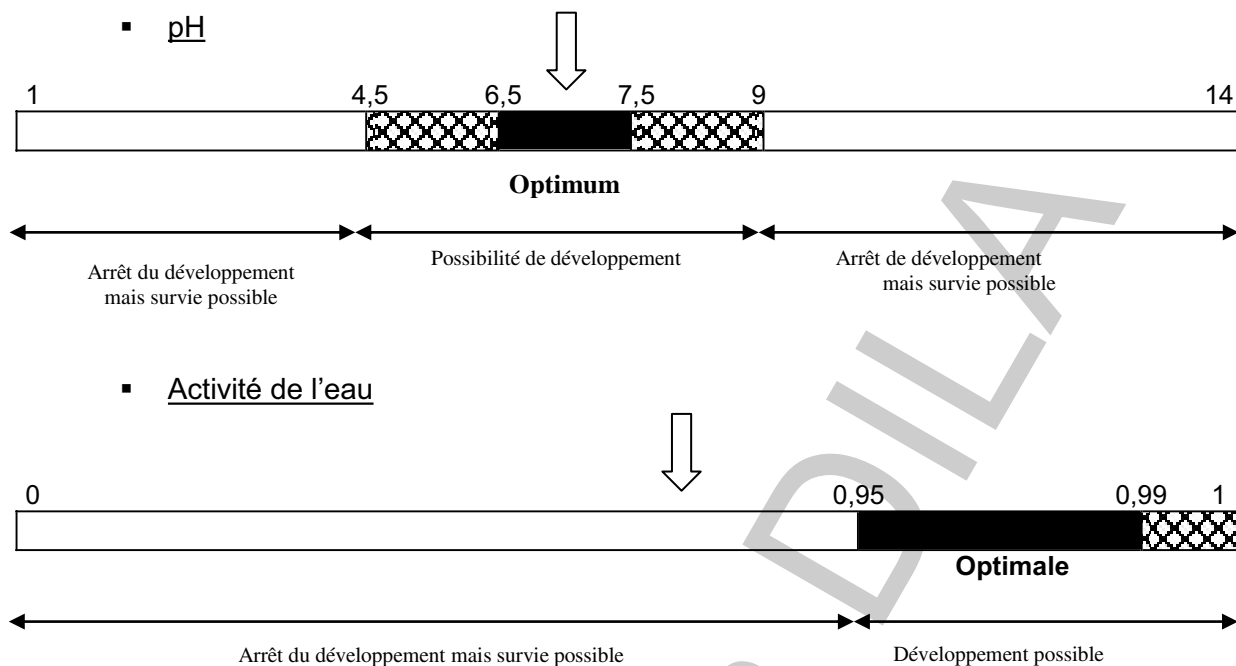 ▪ pH
1 4,5 6,5 7,5 9 14
Optimum
Arrêt du développement
mais survie possible
Possibilité de développement
Arrêt de développement
mais survie possible
▪ Activité de l'eau
0 0,95 0,99 1
Optimale
Arrêt du développement mais survie possible
Développement possible
DILA